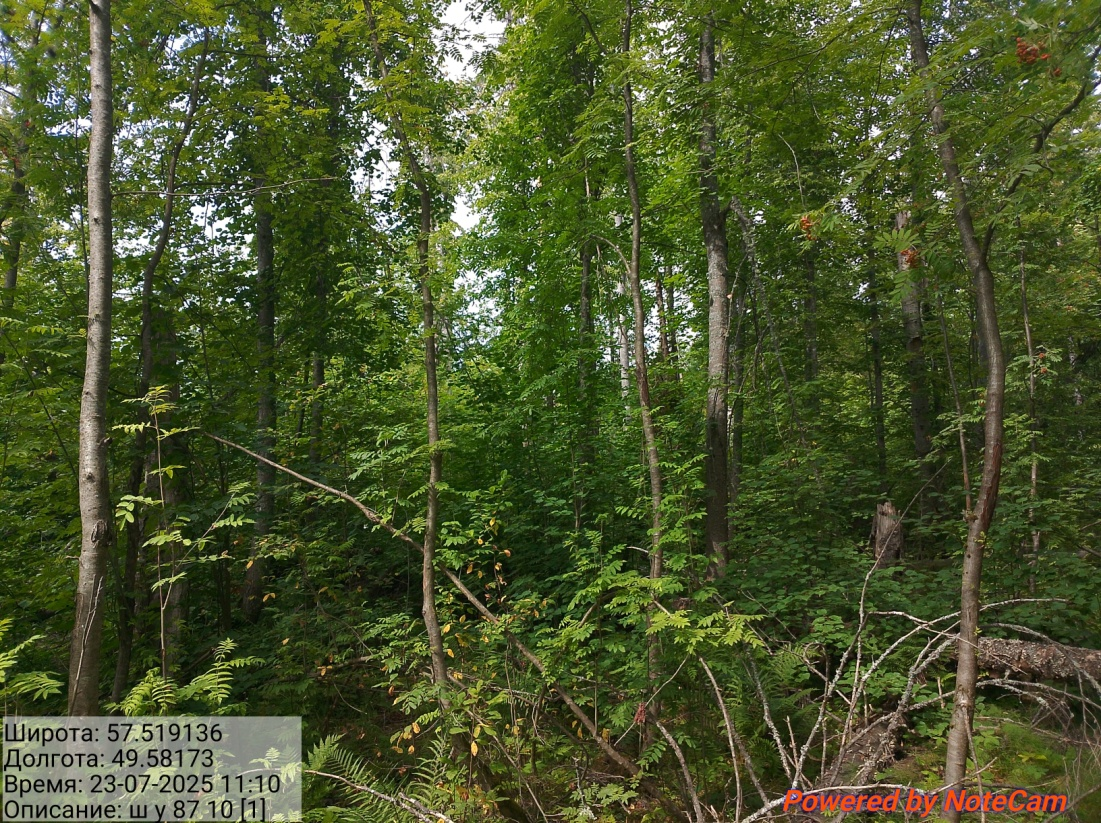 Широта: 57.519136
Долгота: 49.58173
Время: 23-07-2025 11:10
Описание: ш у 87.10 [1]
Powered by NoteCam